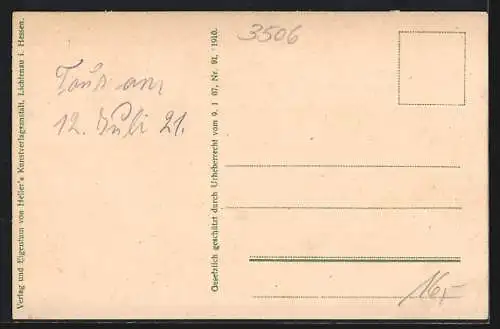 Verlag und Eigentum von Heller's Kunstverlagsanstalt, Lichtenau i. Hessen.
3506
am
12. Juli 21.
Gesetzlich geschützt durch Urheberrecht vom 9. 1 07, Nr. 91, 1910.
16,-